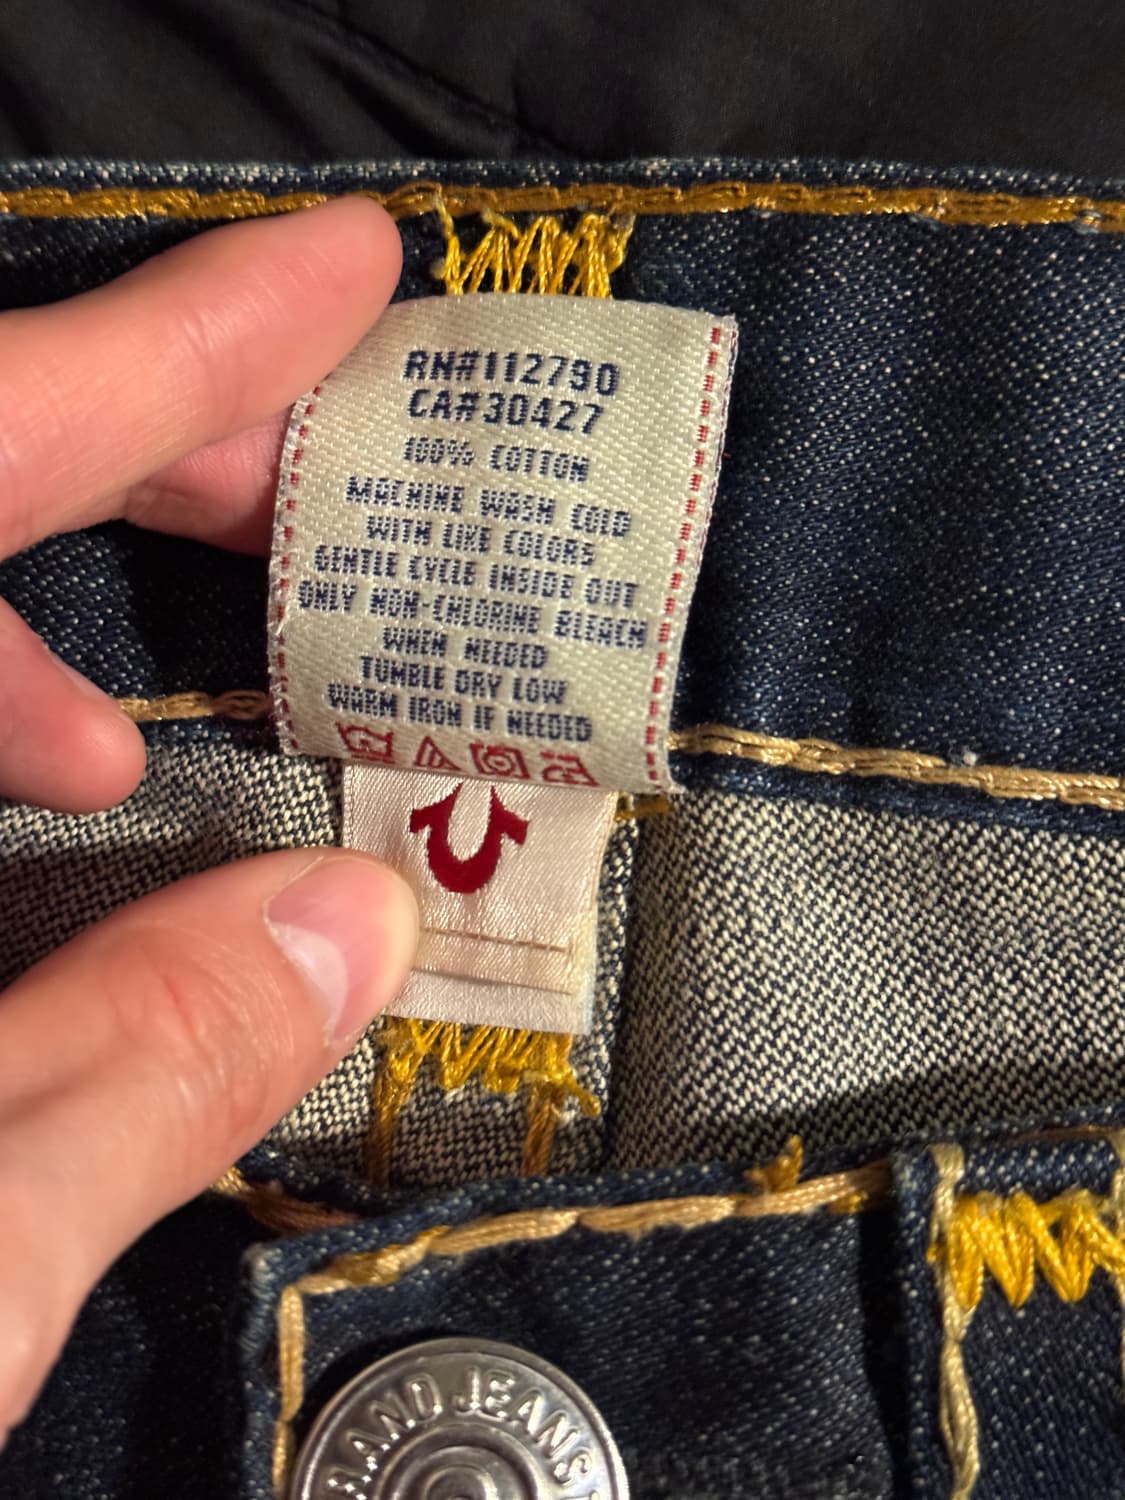 RN#112790
CA#30427
100% COTTON
MACHINE WASH COLD
WITH LIKE COLORS
GENTLE CYCLE INSIDE OUT
ONLY NON-CHLORINE BLEACH
WHEN NEEDED
TUMBLE DRY LOW
WARM IRON IF NEEDED
BRAND JEANS